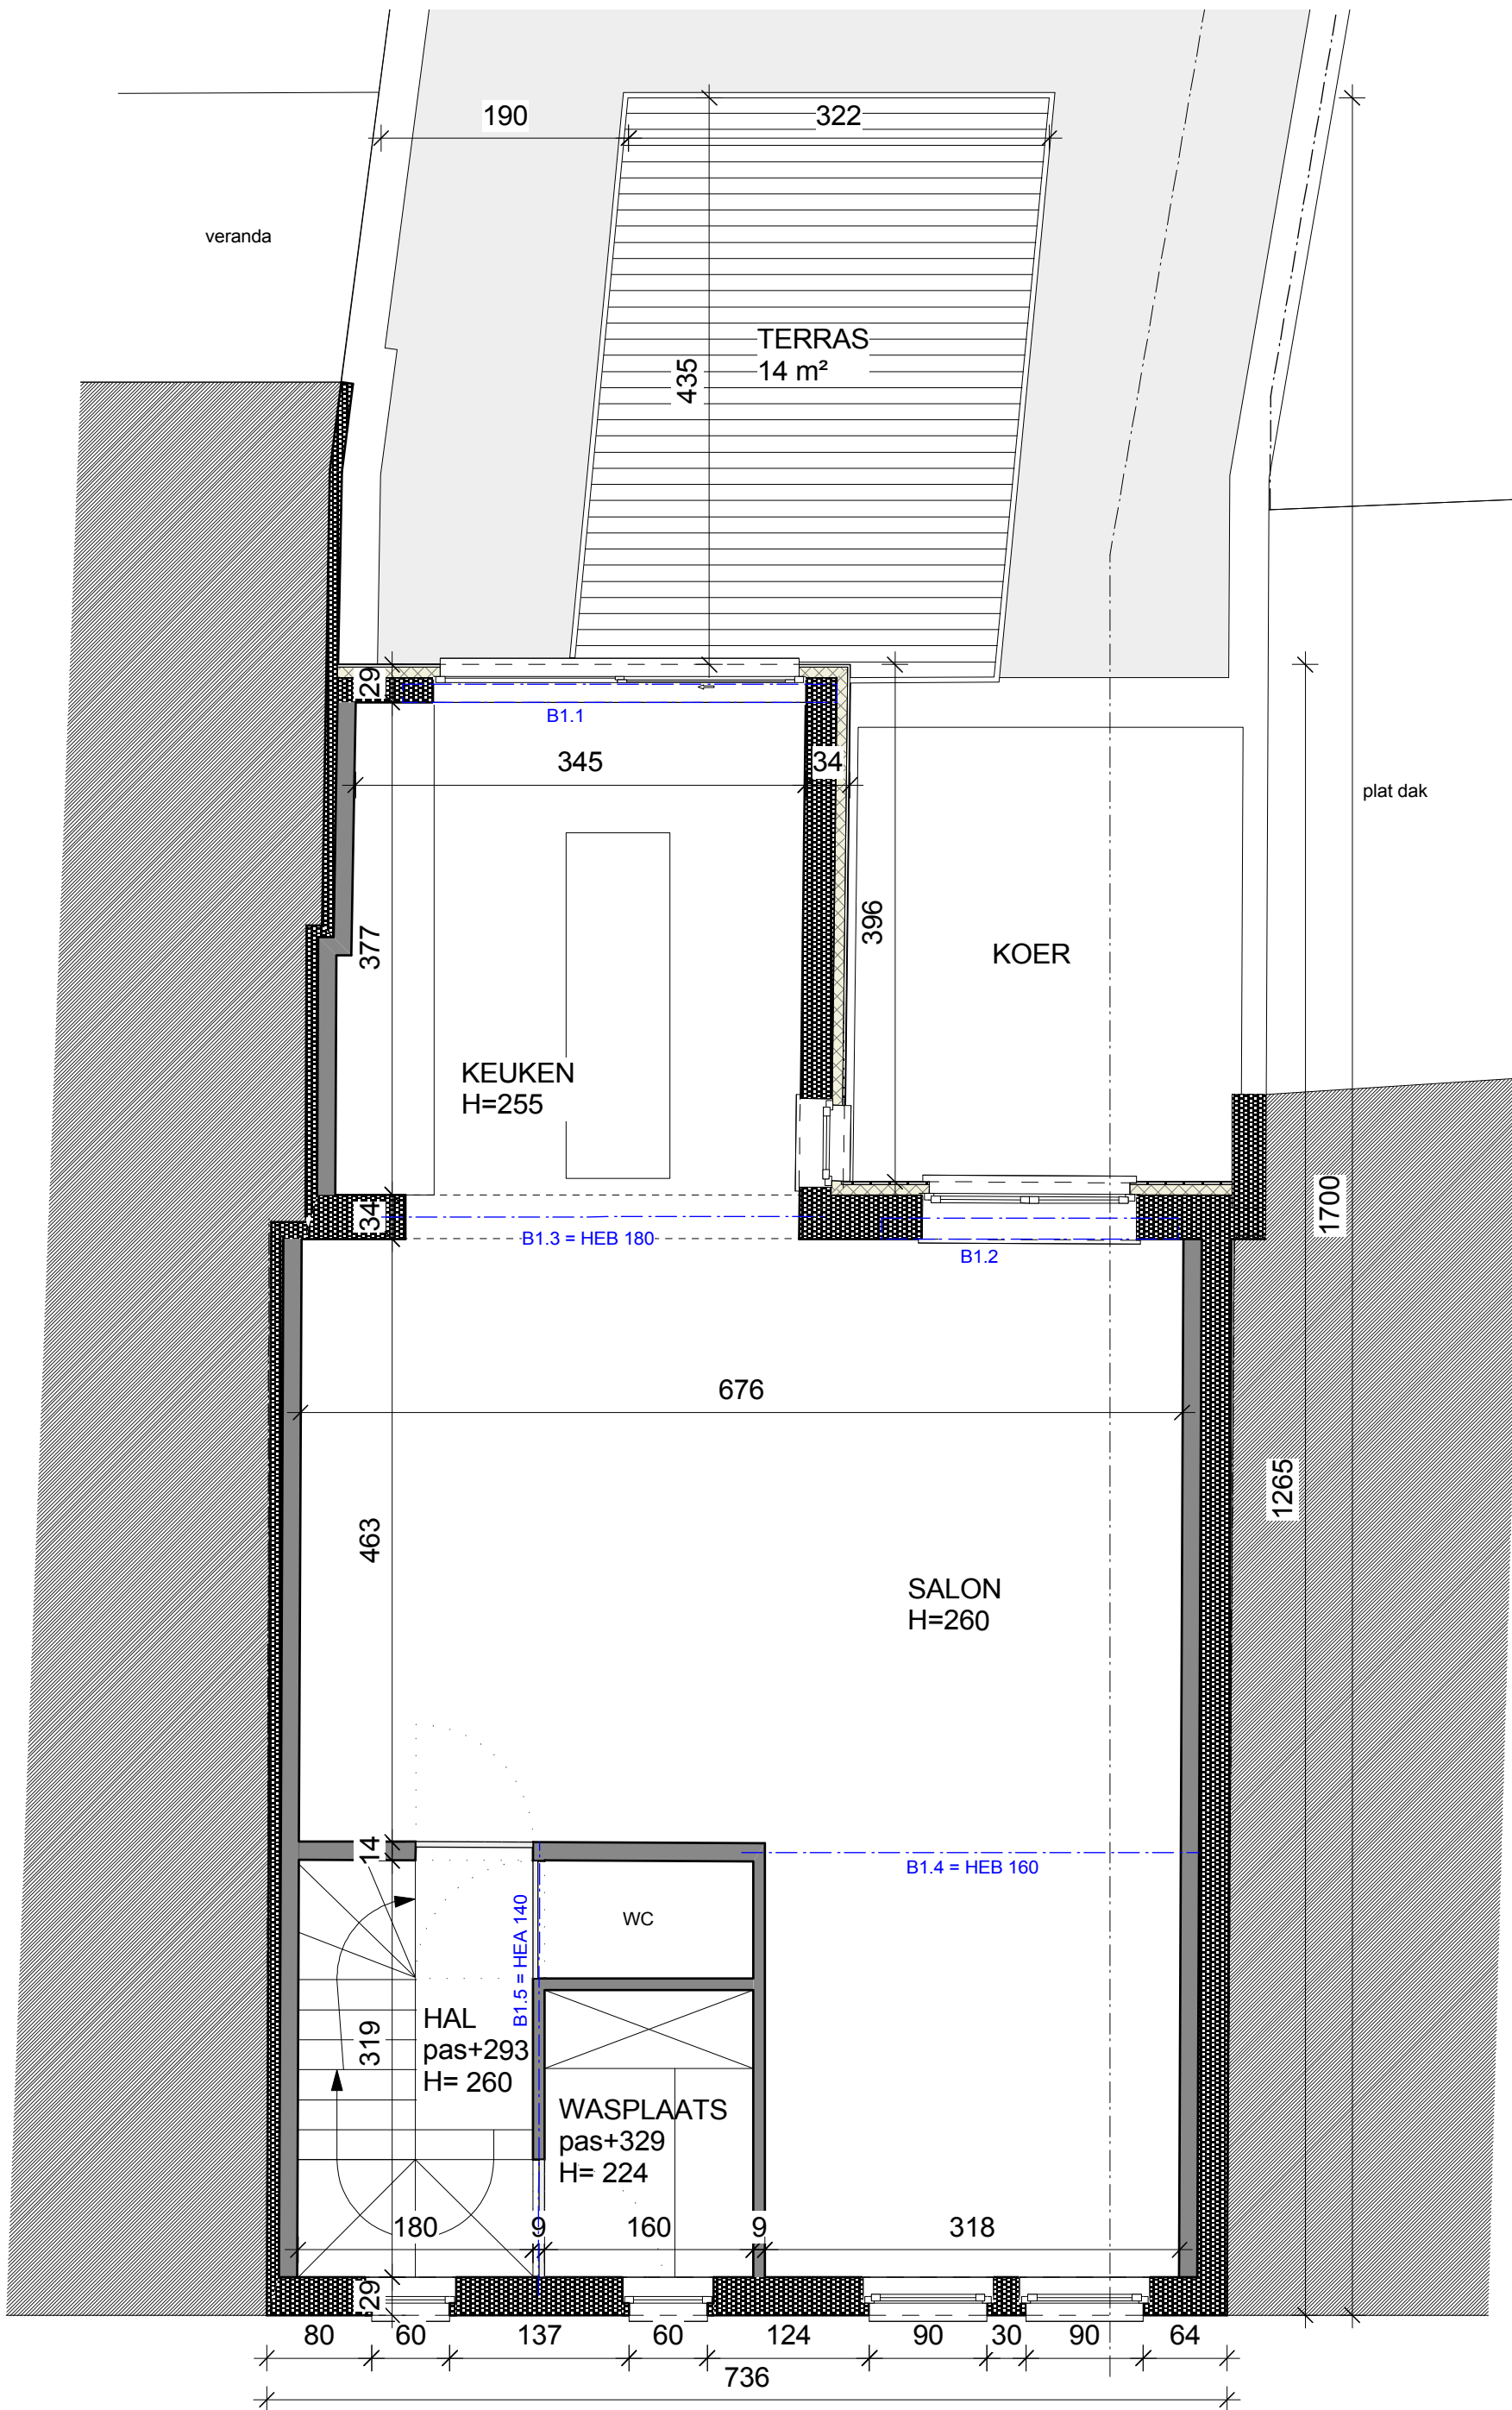 190
322
veranda
TERRAS
14 m²
435
29
B1.1
345
34
plat dak
377
396
KOER
KEUKEN
H=255
34
B1.3 = HEB 180
B1.2
1700
676
1265
463
SALON
H=260
14
B1.4 = HEB 160
WC
B1.5 = HEA 140
HAL
pas+293
H= 260
319
WASPLAATS
pas+329
H= 224
180
9
160
9
318
29
80
60
137
60
124
90
30
90
64
736